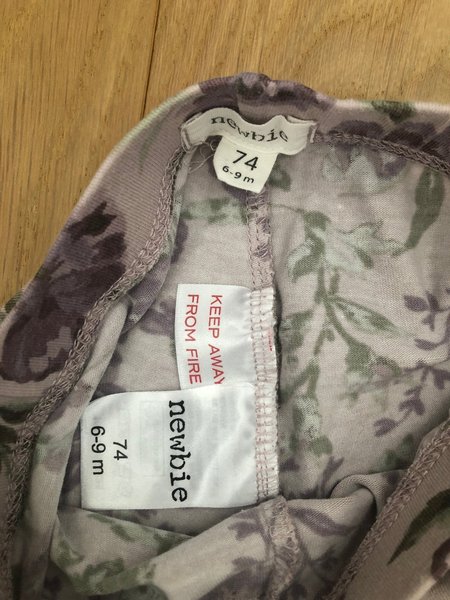 newbie
74
6-9 m
KEEP AWAY
FROM FIRE
newbie
74
6-9 m